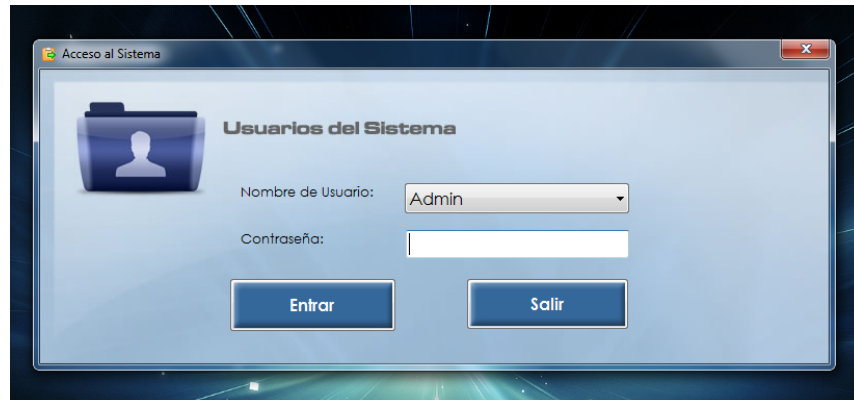 Acceso al Sistema
Usuarios del Sistema
Nombre de Usuario: Admin
Contraseña:
Entrar Salir